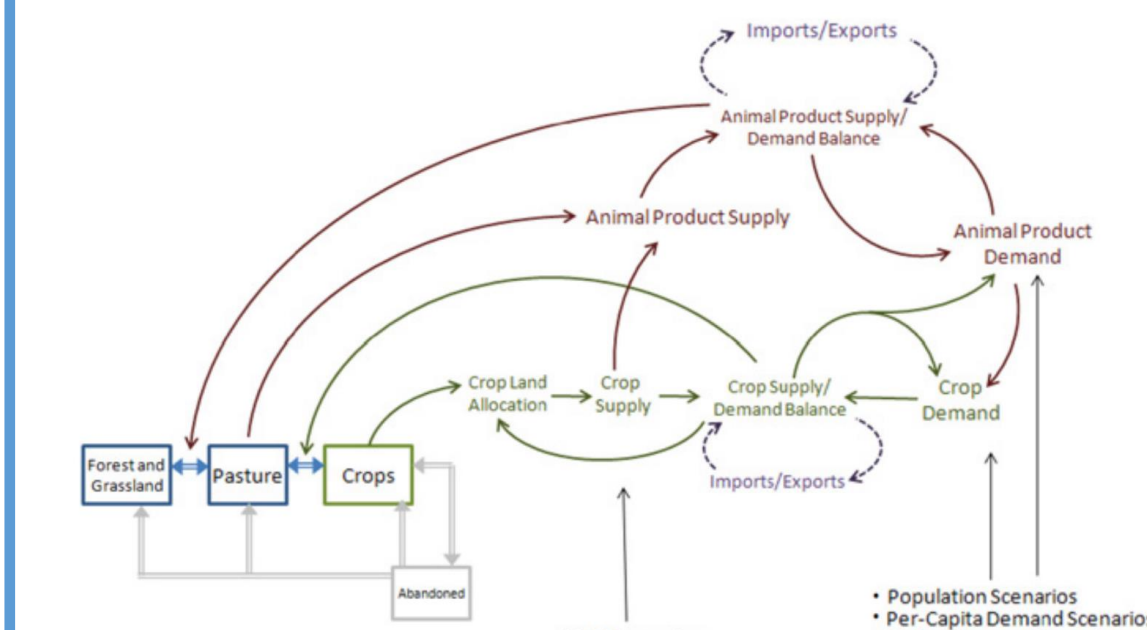 Imports/Exports
Animal Product Supply/
Demand Balance
Animal Product Supply
Animal Product
Demand
Crop Land
Allocation
Crop
Supply
Crop Supply/
Demand Balance
Crop
Demand
Forest and
Grassland
Pasture
Crops
Imports/Exports
Abandoned
• Population Scenarios
• Per-Capita Demand Scenario